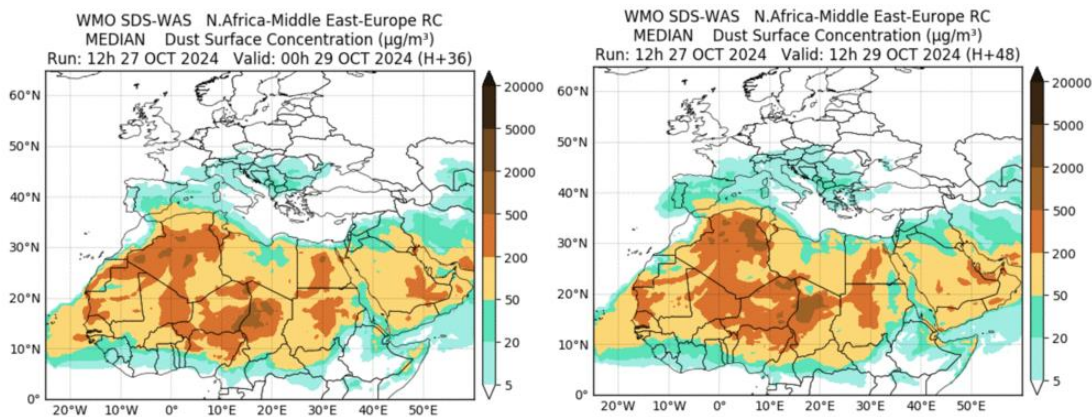 WMO SDS-WAS   N.Africa-Middle East-Europe RC
MEDIAN    Dust Surface Concentration (µg/m³)
Run: 12h 27 OCT 2024   Valid: 00h 29 OCT 2024 (H+36)
60°N
50°N
40°N
30°N
20°N
10°N
0°
20°W
10°W
0°
10°E
20°E
30°E
40°E
50°E
20000
5000
2000
500
200
50
20
5
WMO SDS-WAS   N.Africa-Middle East-Europe RC
MEDIAN    Dust Surface Concentration (µg/m³)
Run: 12h 27 OCT 2024   Valid: 12h 29 OCT 2024 (H+48)
60°N
50°N
40°N
30°N
20°N
10°N
0°
20°W
10°W
0°
10°E
20°E
30°E
40°E
50°E
20000
5000
2000
500
200
50
20
5